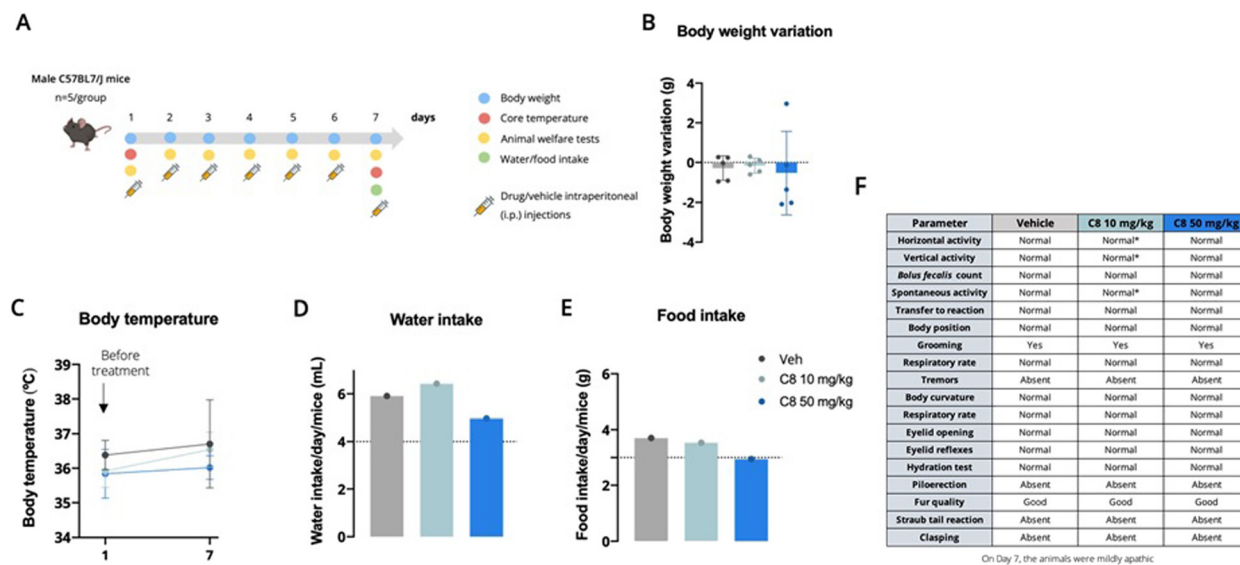 A
Male C57BL7/J mice
n=5/group
1 2 3 4 5 6 7 days
Body weight
Core temperature
Animal welfare tests
Water/food intake
Drug/vehicle intraperitoneal
(i.p.) injections
B
Body weight variation
Body weight variation (g)
4
2
0
-2
-4
C
Body temperature
Before
treatment
Body temperature (ºC)
39
38
37
36
35
34
1 7
D
Water intake
Water intake/day/mice (mL)
6
4
2
0
E
Food intake
Food intake/day/mice (g)
6
4
2
0
Veh
C8 10 mg/kg
C8 50 mg/kg
F
Parameter Vehicle C8 10 mg/kg C8 50 mg/kg
Horizontal activity Normal Normal* Normal
Vertical activity Normal Normal* Normal
Bolus fecalis count Normal Normal Normal
Spontaneous activity Normal Normal* Normal
Transfer to reaction Normal Normal Normal
Body position Normal Normal Normal
Grooming Yes Yes Yes
Respiratory rate Normal Normal Normal
Tremors Absent Absent Absent
Body curvature Normal Normal Normal
Respiratory rate Normal Normal Normal
Eyelid opening Normal Normal Normal
Eyelid reflexes Normal Normal Normal
Hydration test Normal Normal Normal
Piloerection Absent Absent Absent
Fur quality Good Good Good
Straub tail reaction Absent Absent Absent
Clasping Absent Absent Absent
On Day 7, the animals were mildly apathic